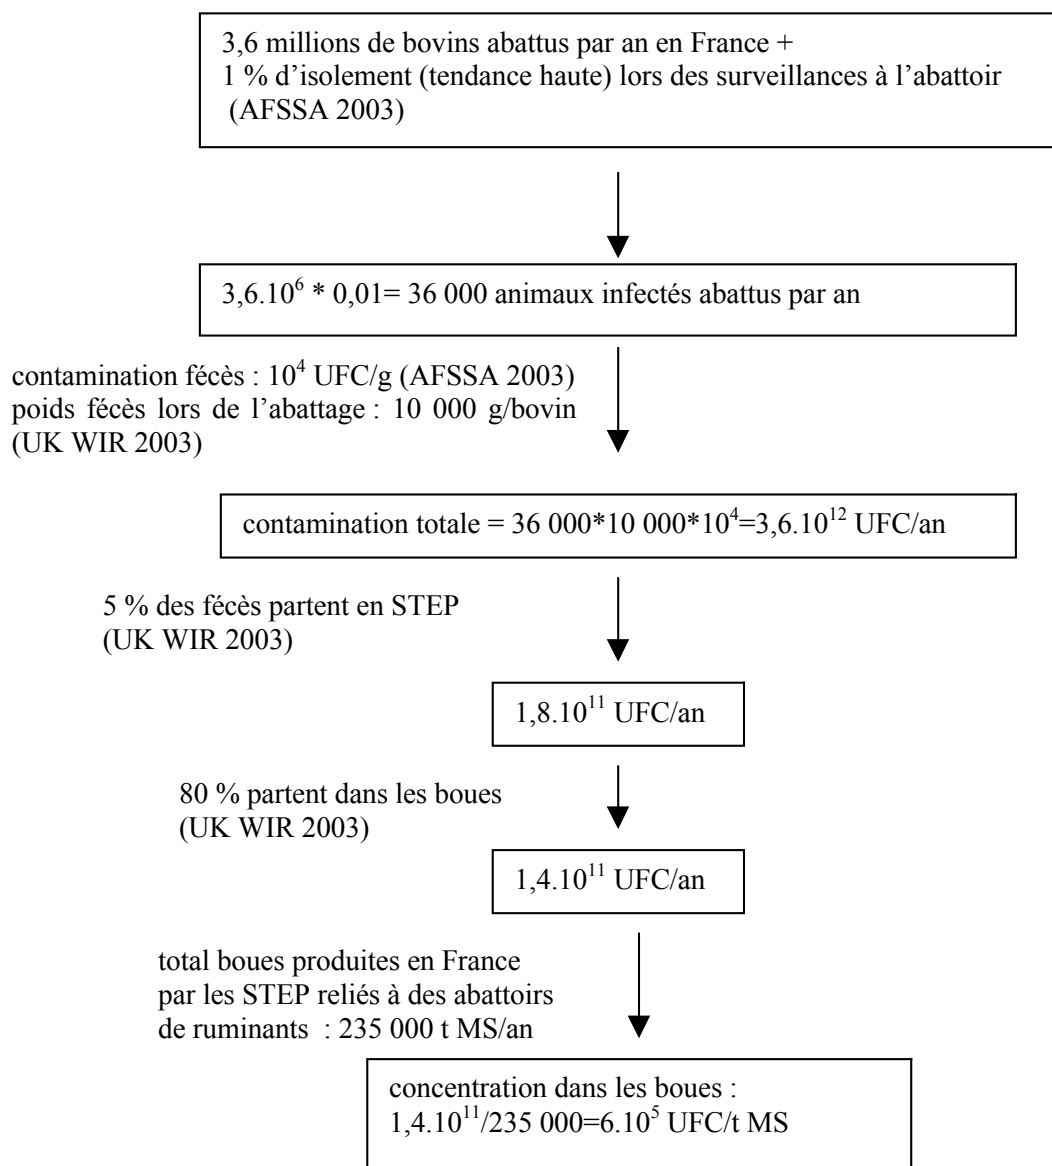 3,6 millions de bovins abattus par an en France +
1 % d’isolement (tendance haute) lors des surveillances à l’abattoir
(AFSSA 2003)
3,6.10⁶ * 0,01= 36 000 animaux infectés abattus par an
contamination fécès : 10⁴ UFC/g (AFSSA 2003)
poids fécès lors de l’abattage : 10 000 g/bovin
(UK WIR 2003)
contamination totale = 36 000*10 000*10⁴=3,6.10¹² UFC/an
5 % des fécès partent en STEP
(UK WIR 2003)
1,8.10¹¹ UFC/an
80 % partent dans les boues
(UK WIR 2003)
1,4.10¹¹ UFC/an
total boues produites en France
par les STEP reliés à des abattoirs
de ruminants : 235 000 t MS/an
concentration dans les boues :
1,4.10¹¹/235 000=6.10⁵ UFC/t MS